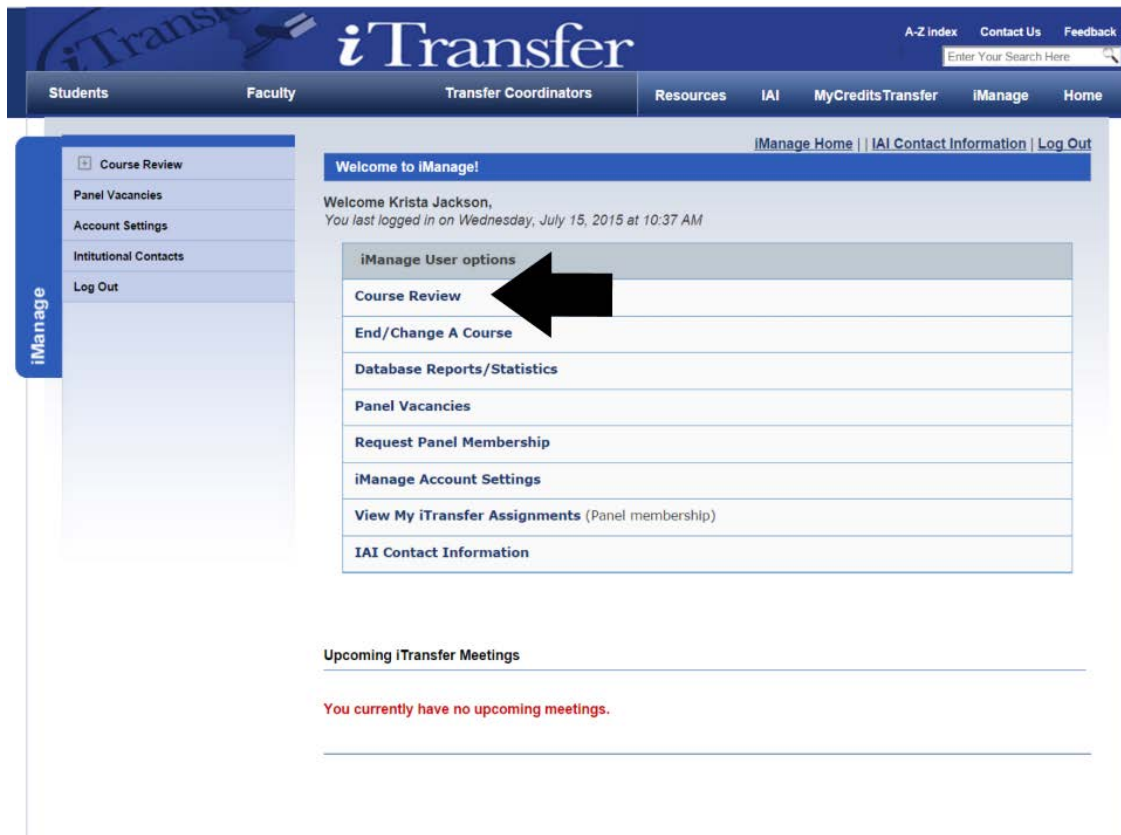 iTransfer
iTransfer
A-Z index Contact Us Feedback
Enter Your Search Here
Students Faculty Transfer Coordinators Resources IAI MyCreditsTransfer iManage Home
iManage Home | | IAI Contact Information | Log Out
iManage
Course Review
Panel Vacancies
Account Settings
Intitutional Contacts
Log Out
Welcome to iManage!
Welcome Krista Jackson,
You last logged in on Wednesday, July 15, 2015 at 10:37 AM
iManage User options
Course Review
End/Change A Course
Database Reports/Statistics
Panel Vacancies
Request Panel Membership
iManage Account Settings
View My iTransfer Assignments (Panel membership)
IAI Contact Information
Upcoming iTransfer Meetings
You currently have no upcoming meetings.